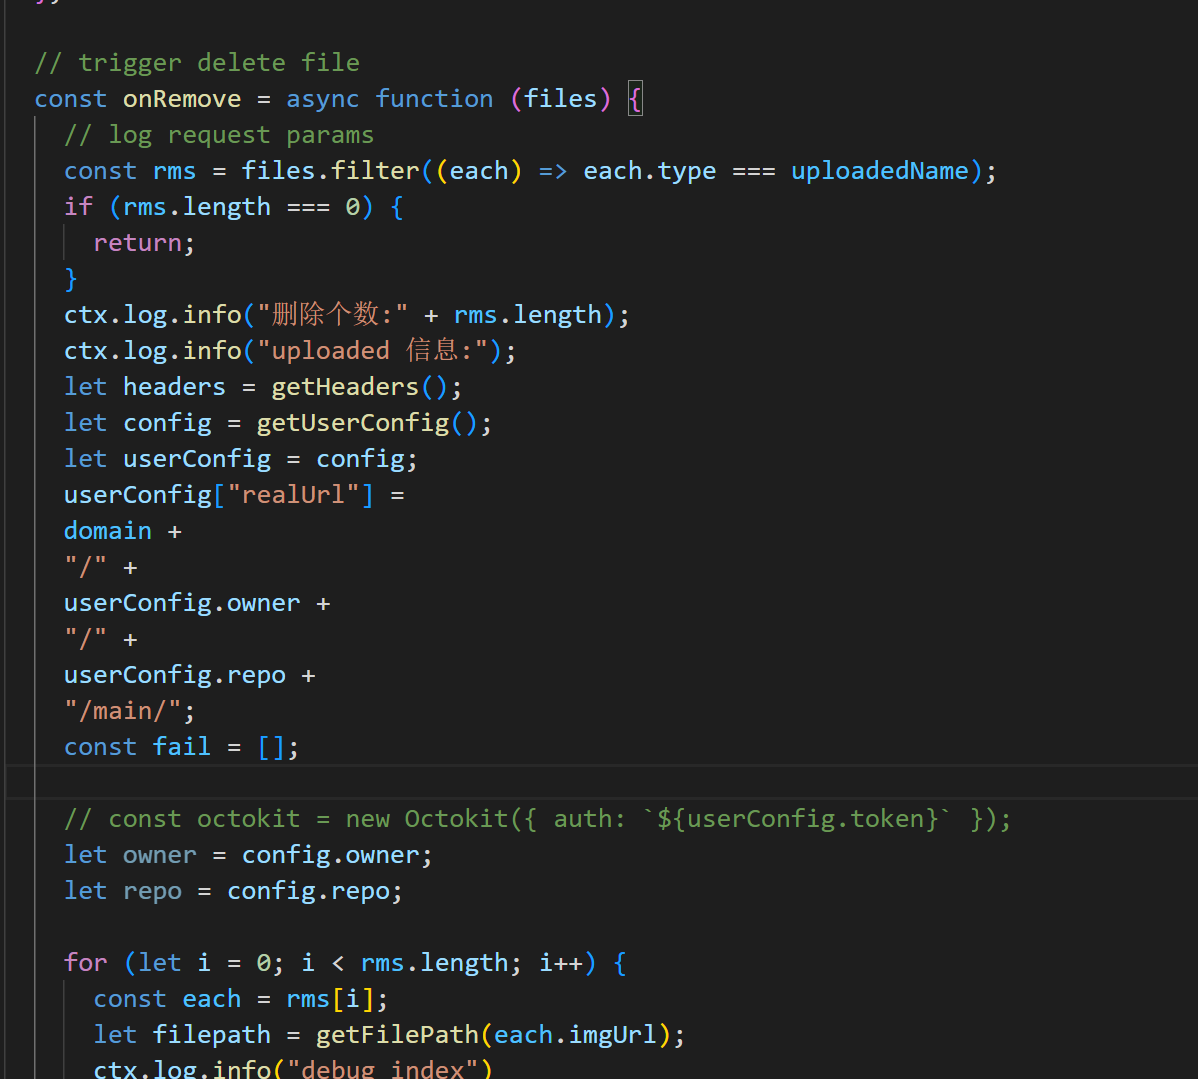 };
// trigger delete file
const onRemove = async function (files) {
// log request params
const rms = files.filter((each) => each.type === uploadedName);
if (rms.length === 0) {
return;
}
ctx.log.info("删除个数:" + rms.length);
ctx.log.info("uploaded 信息:");
let headers = getHeaders();
let config = getUserConfig();
let userConfig = config;
userConfig["realUrl"] =
domain +
"/" +
userConfig.owner +
"/" +
userConfig.repo +
"/main/";
const fail = [];
// const octokit = new Octokit({ auth: `${userConfig.token}` });
let owner = config.owner;
let repo = config.repo;
for (let i = 0; i < rms.length; i++) {
const each = rms[i];
let filepath = getFilePath(each.imgUrl);
ctx.log.info("debug index")